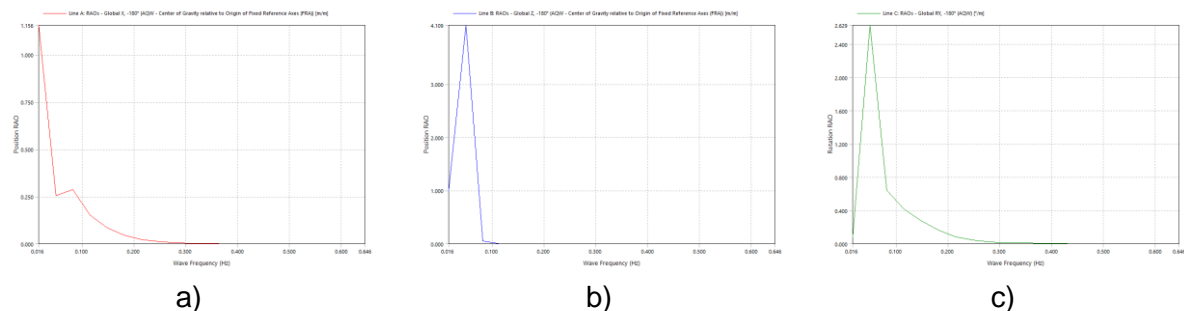 Line A: RAOs - Global X, -180° (AQW - Center of Gravity relative to Origin of Fixed Reference Axes (FRA)) [m/m]
1.156
1.000
0.750
0.500
0.250
0.000
Position RAO
0.016 0.100 0.200 0.300 0.400 0.500 0.600 0.646
Wave Frequency (Hz)
a)
Line B: RAOs - Global Z, -180° (AQW - Center of Gravity relative to Origin of Fixed Reference Axes (FRA)) [m/m]
4.109
3.000
2.000
1.000
0.000
Position RAO
0.016 0.100 0.200 0.300 0.400 0.500 0.600 0.646
Wave Frequency (Hz)
b)
Line C: RAOs - Global RY, -180° (AQW) [°/m]
2.629
2.400
2.000
1.600
1.200
0.800
0.400
0.000
Rotation RAO
0.016 0.100 0.200 0.300 0.400 0.500 0.600 0.646
Wave Frequency (Hz)
c)